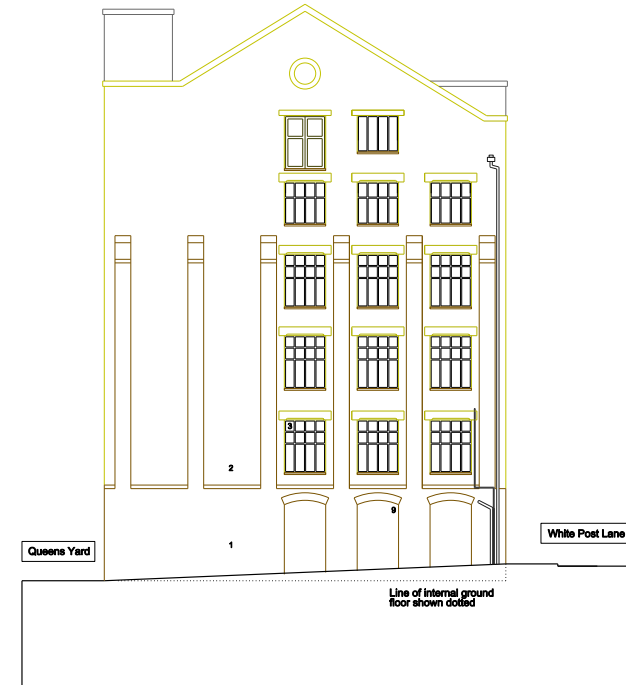 3
2
9
1
White Post Lane
Queens Yard
Line of internal ground
floor shown dotted